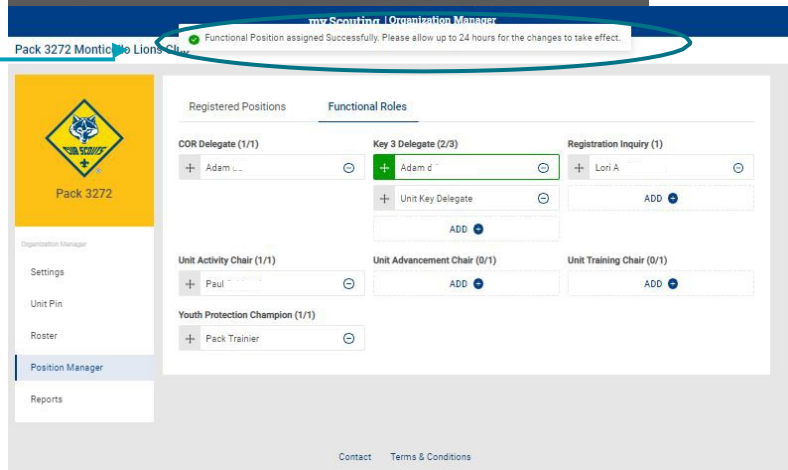 my.Scouting | Organization Manager
Functional Position assigned Successfully. Please allow up to 24 hours for the changes to take effect.
Pack 3272 Lions
CUB SCOUTS
Pack 3272
Organization Manager
Settings
Unit Pin
Roster
Position Manager
Reports
Registered Positions Functional Roles
COR Delegate (1/1) Key 3 Delegate (2/3) Registration Inquiry (1)
Adam Adam Lori A
Unit Key Delegate ADD
ADD
Unit Activity Chair (1/1) Unit Advancement Chair (0/1) Unit Training Chair (0/1)
Paul ADD ADD
Youth Protection Champion (1/1)
Pack Trainier
Contact Terms & Conditions